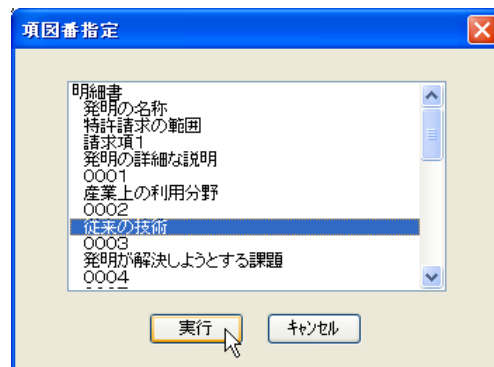 項図番指定
明細書
発明の名称
特許請求の範囲
請求項1
発明の詳細な説明
0001
産業上の利用分野
0002
従来の技術
0003
発明が解決しようとする課題
0004
実行
キャンセル